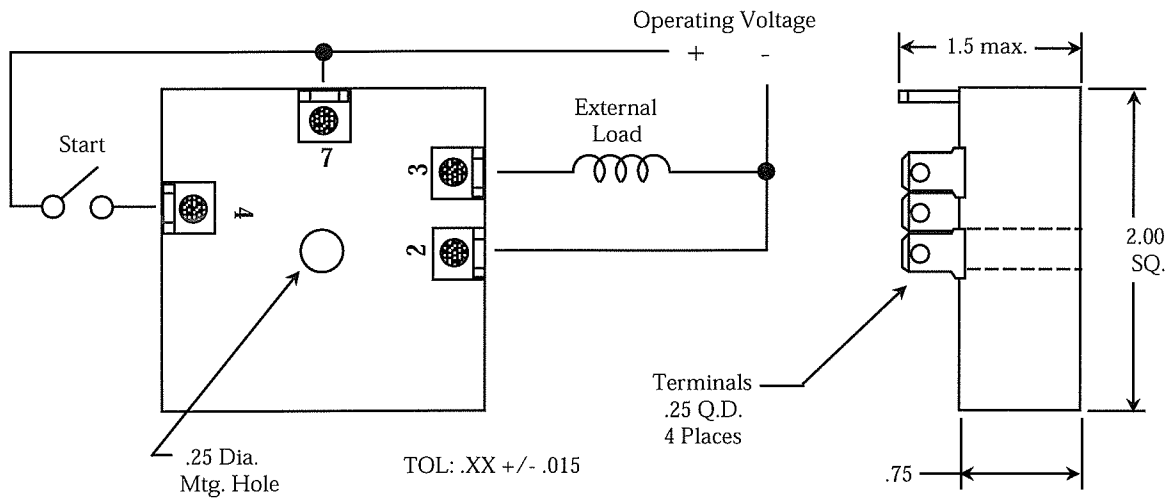 Operating Voltage
+ -
1.5 max.
External
Load
Start
7
3
4
2
2.00
SQ.
Terminals
.25 Q.D.
4 Places
.25 Dia.
Mtg. Hole
TOL: .XX +/- .015
.75